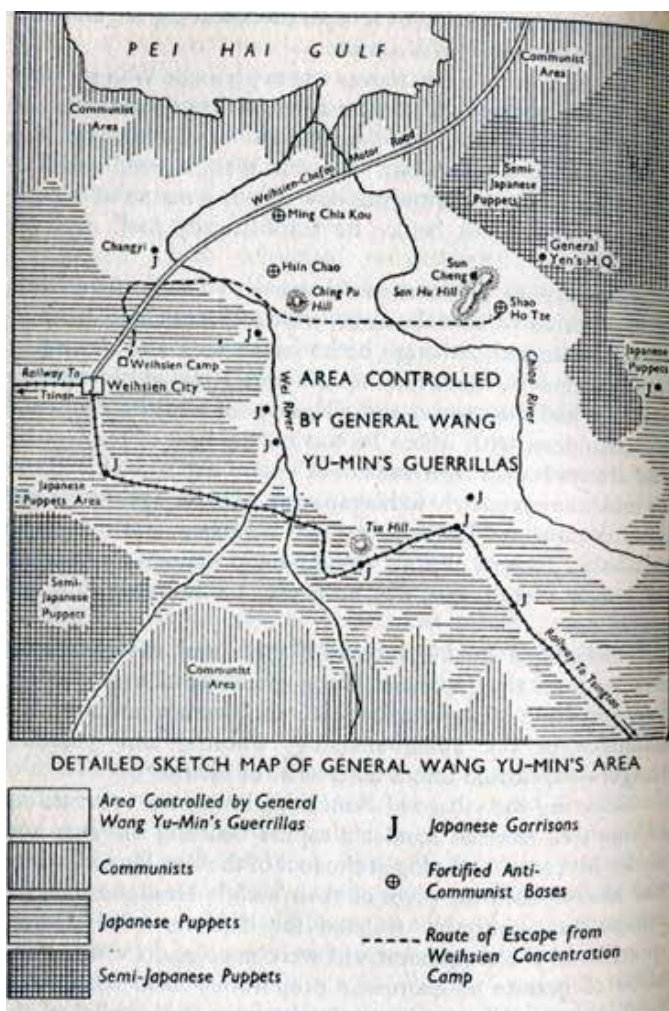 PEI HAI GULF
Communist
Area
Communist
Area
Weihsien-Chefoo Motor Road
Semi-
Japanese
Puppets
Ming Chia Kou
General
Yen's H.Q.
Changyi
J
Hsin Chao
Sun
Cheng
San Hu Hill
Ching Pu
Hill
Shao
Ho Tze
J
Weihsien Camp
Japanese
Puppets
J
Railway To
Tsinan
Weihsien City
AREA CONTROLLED
BY GENERAL WANG
YU-MIN'S GUERRILLAS
Wei River
River
J
J
Japanese
Puppets Area
J
J
J
Tse Hill
J
J
Semi-
Japanese
Puppets
Communist
Area
Railway To Tsingtao
DETAILED SKETCH MAP OF GENERAL WANG YU-MIN'S AREA
Area Controlled by General
Wang Yu-Min's Guerrillas
J Japanese Garrisons
Communists
Fortified Anti-
Communist Bases
Japanese Puppets
Route of Escape from
Weihsien Concentration
Camp
Semi-Japanese Puppets